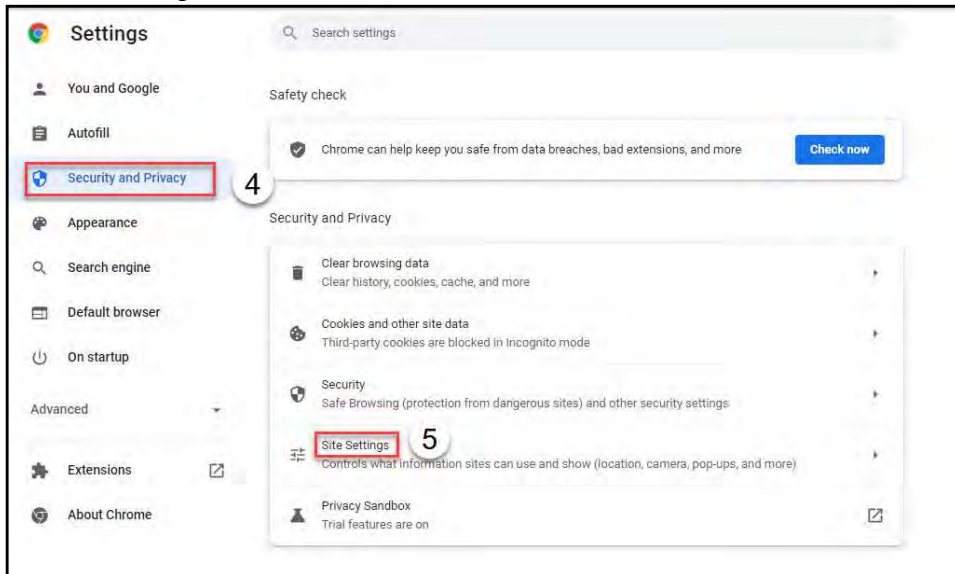 Settings
Search settings
You and Google
Autofill
Security and Privacy
4
Appearance
Search engine
Default browser
On startup
Advanced
Extensions
About Chrome
Safety check
Chrome can help keep you safe from data breaches, bad extensions, and more
Check now
Security and Privacy
Clear browsing data
Clear history, cookies, cache, and more
Cookies and other site data
Third-party cookies are blocked in Incognito mode
Security
Safe Browsing (protection from dangerous sites) and other security settings
Site Settings
5
Controls what information sites can use and show (location, camera, pop-ups, and more)
Privacy Sandbox
Trial features are on